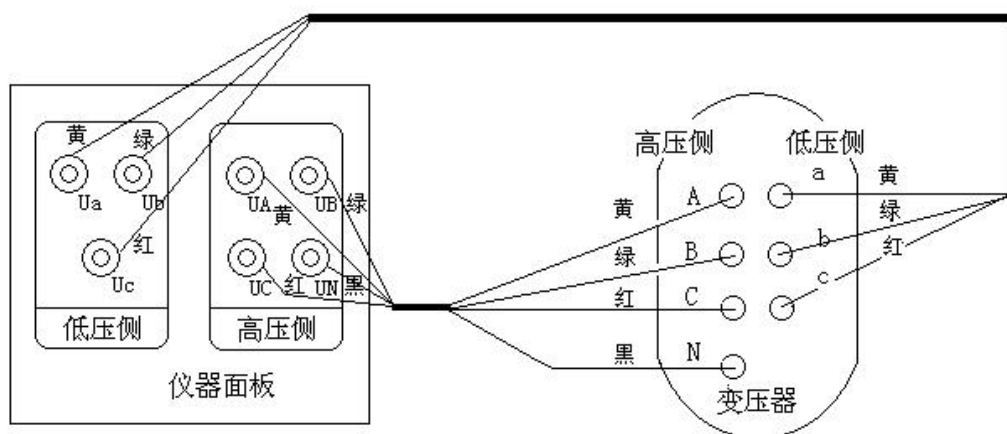 黄 绿
Ua Ub
红
Uc
低压侧
UA 黄 UB 绿
UC 红 UN 黑
高压侧
仪器面板
高压侧 低压侧
黄 A a 黄
绿 B b 绿
红 C c 红
黑 N
变压器